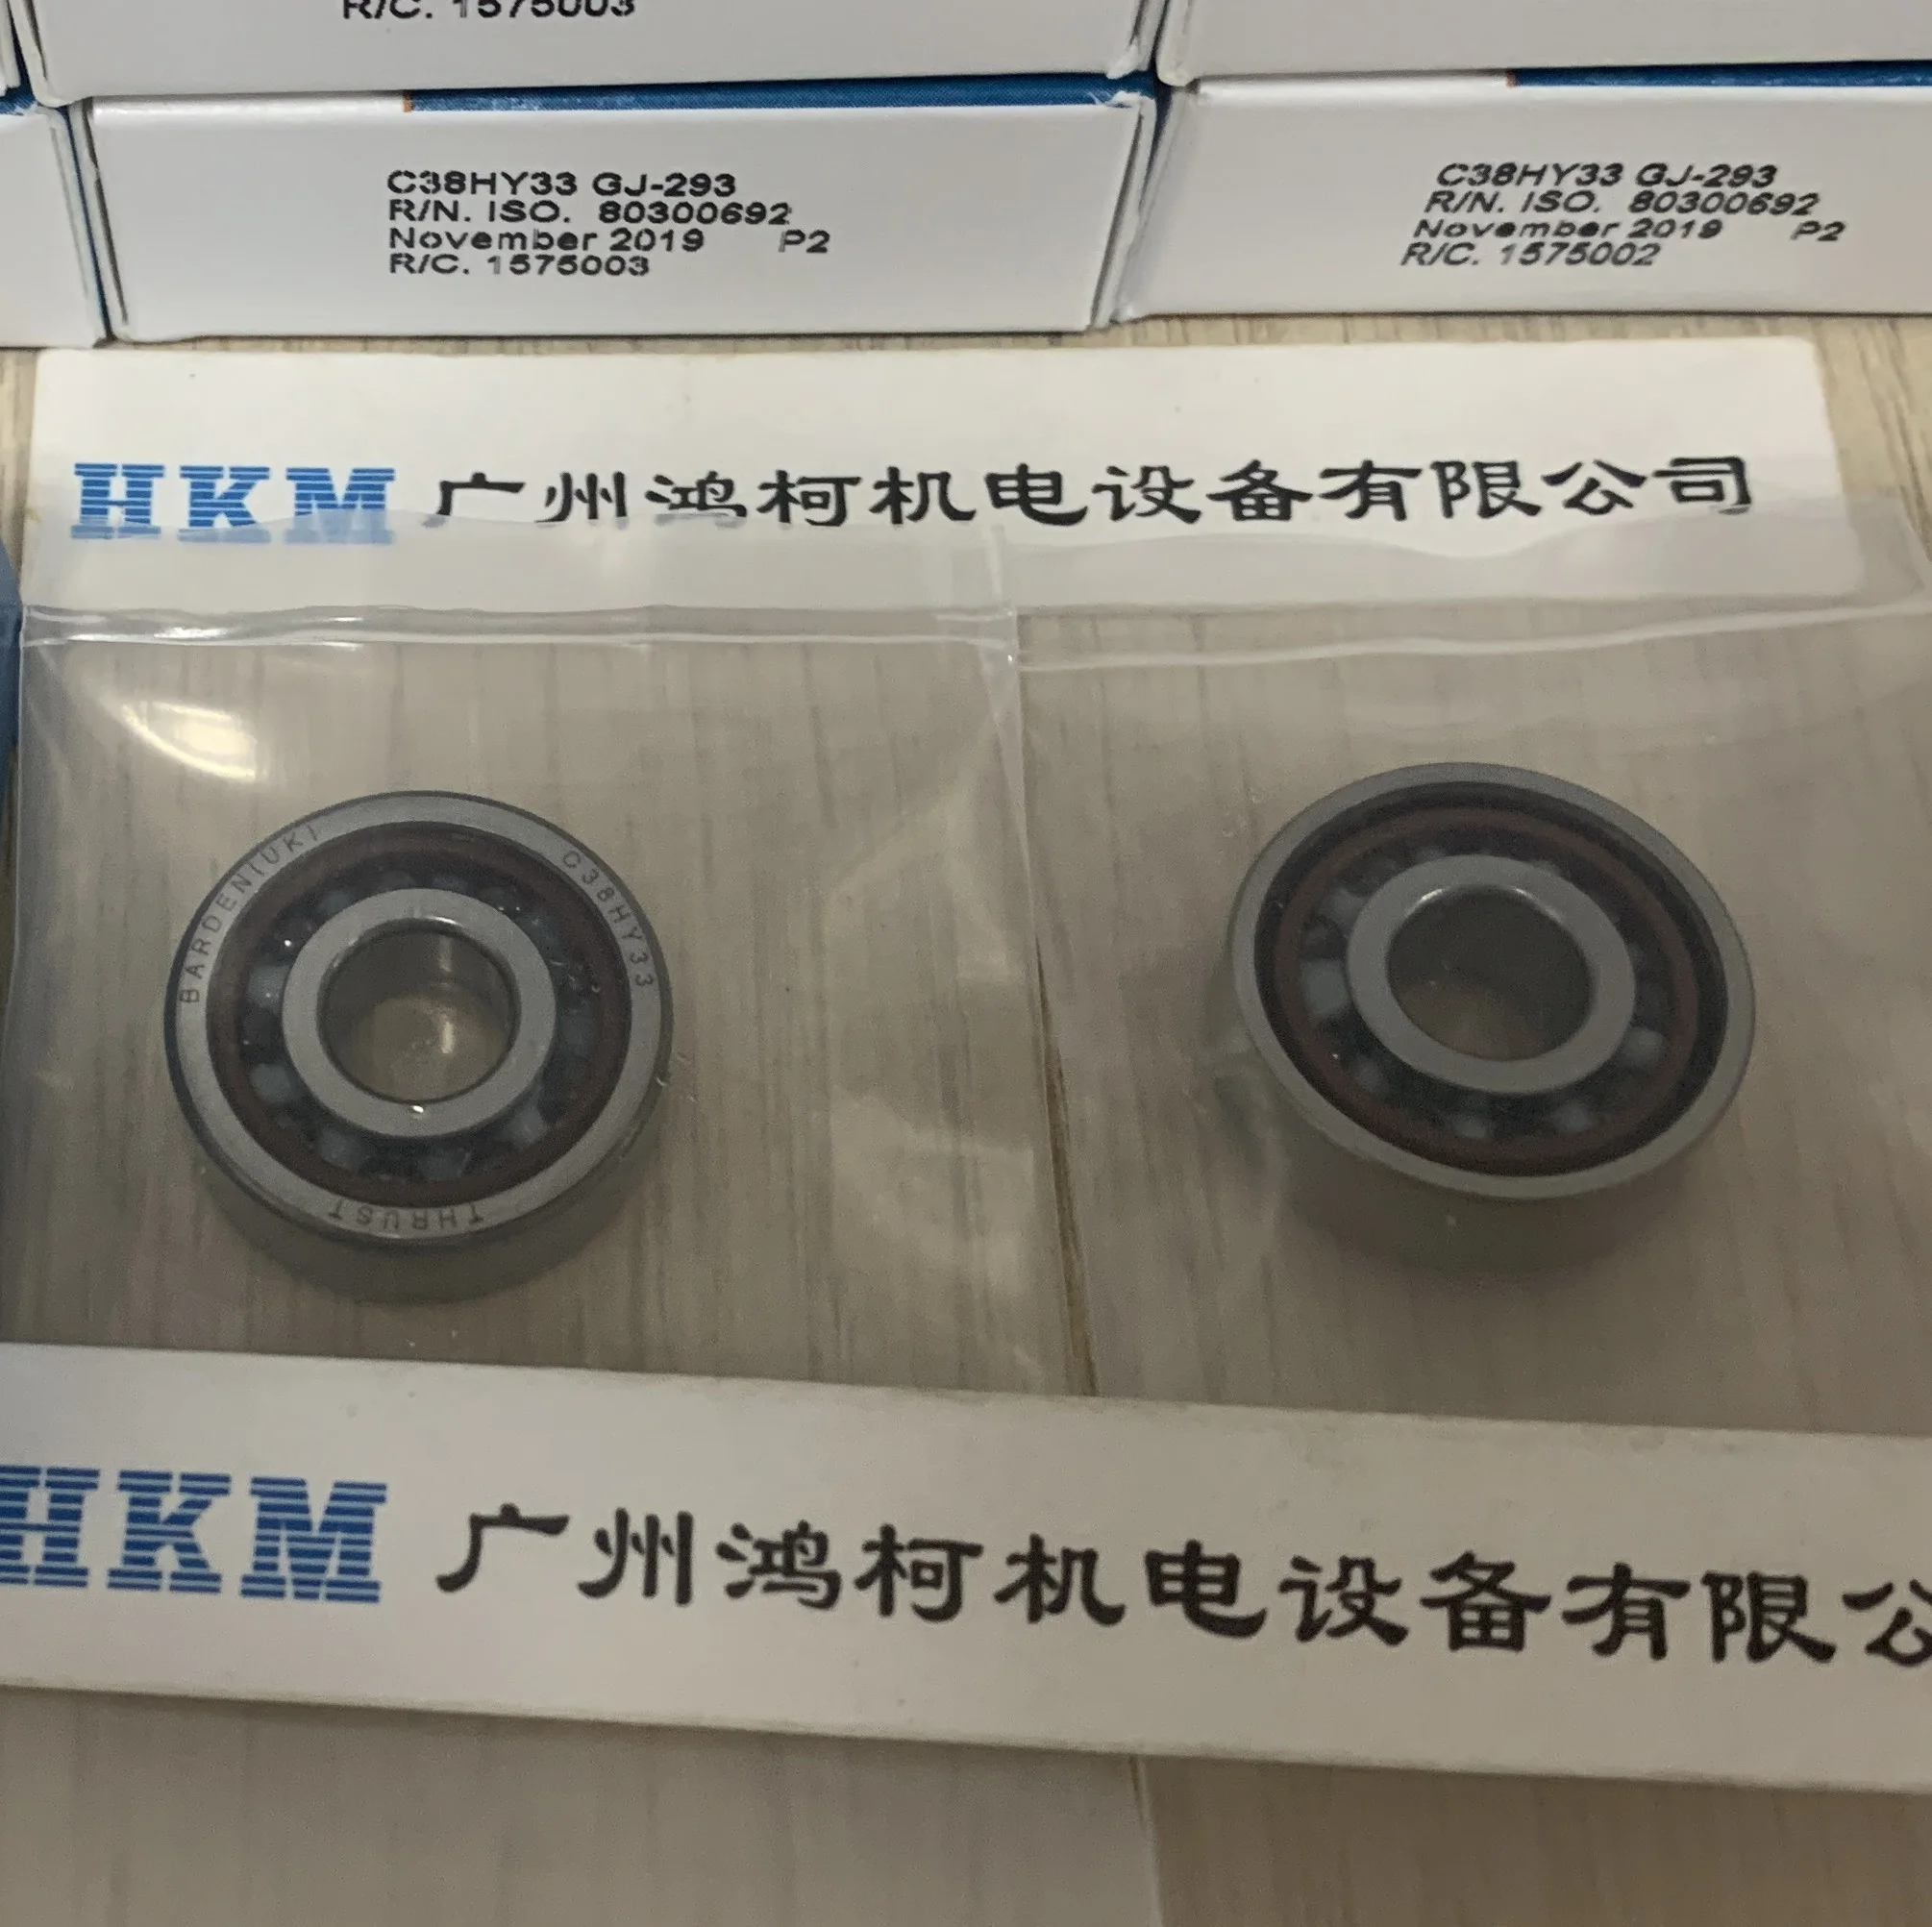 R/C. 1575003
C38HY33 GJ-293
R/N. ISO. 80300692
November 2019 P2
R/C. 1575003
C38HY33 GJ-293
R/N. ISO. 80300692
November 2019 P2
R/C. 1575002
HKM 广州鸿柯机电设备有限公司
BARDEN(UK)
C38HY33
THRUST
HKM 广州鸿柯机电设备有限公